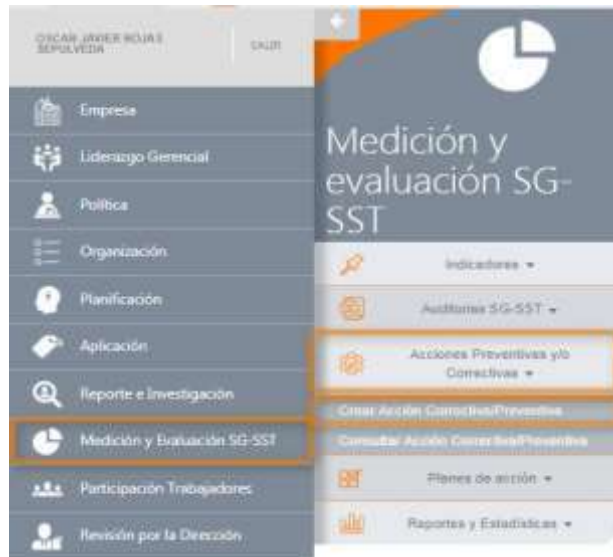 OSCAR JAVIER ROJAS
SEPULVEDA
SALIR
Empresa
Liderazgo Gerencial
Política
Organización
Planificación
Aplicación
Reporte e Investigación
Medición y Evaluación SG-SST
Participación Trabajadores
Revisión por la Dirección
Medición y
evaluación SG-
SST
Indicadores
Auditorías SG-SST
Acciones Preventivas y/o
Correctivas
Crear Acción Correctiva/Preventiva
Consultar Acción Correctiva/Preventiva
Planes de acción
Reportes y Estadísticas